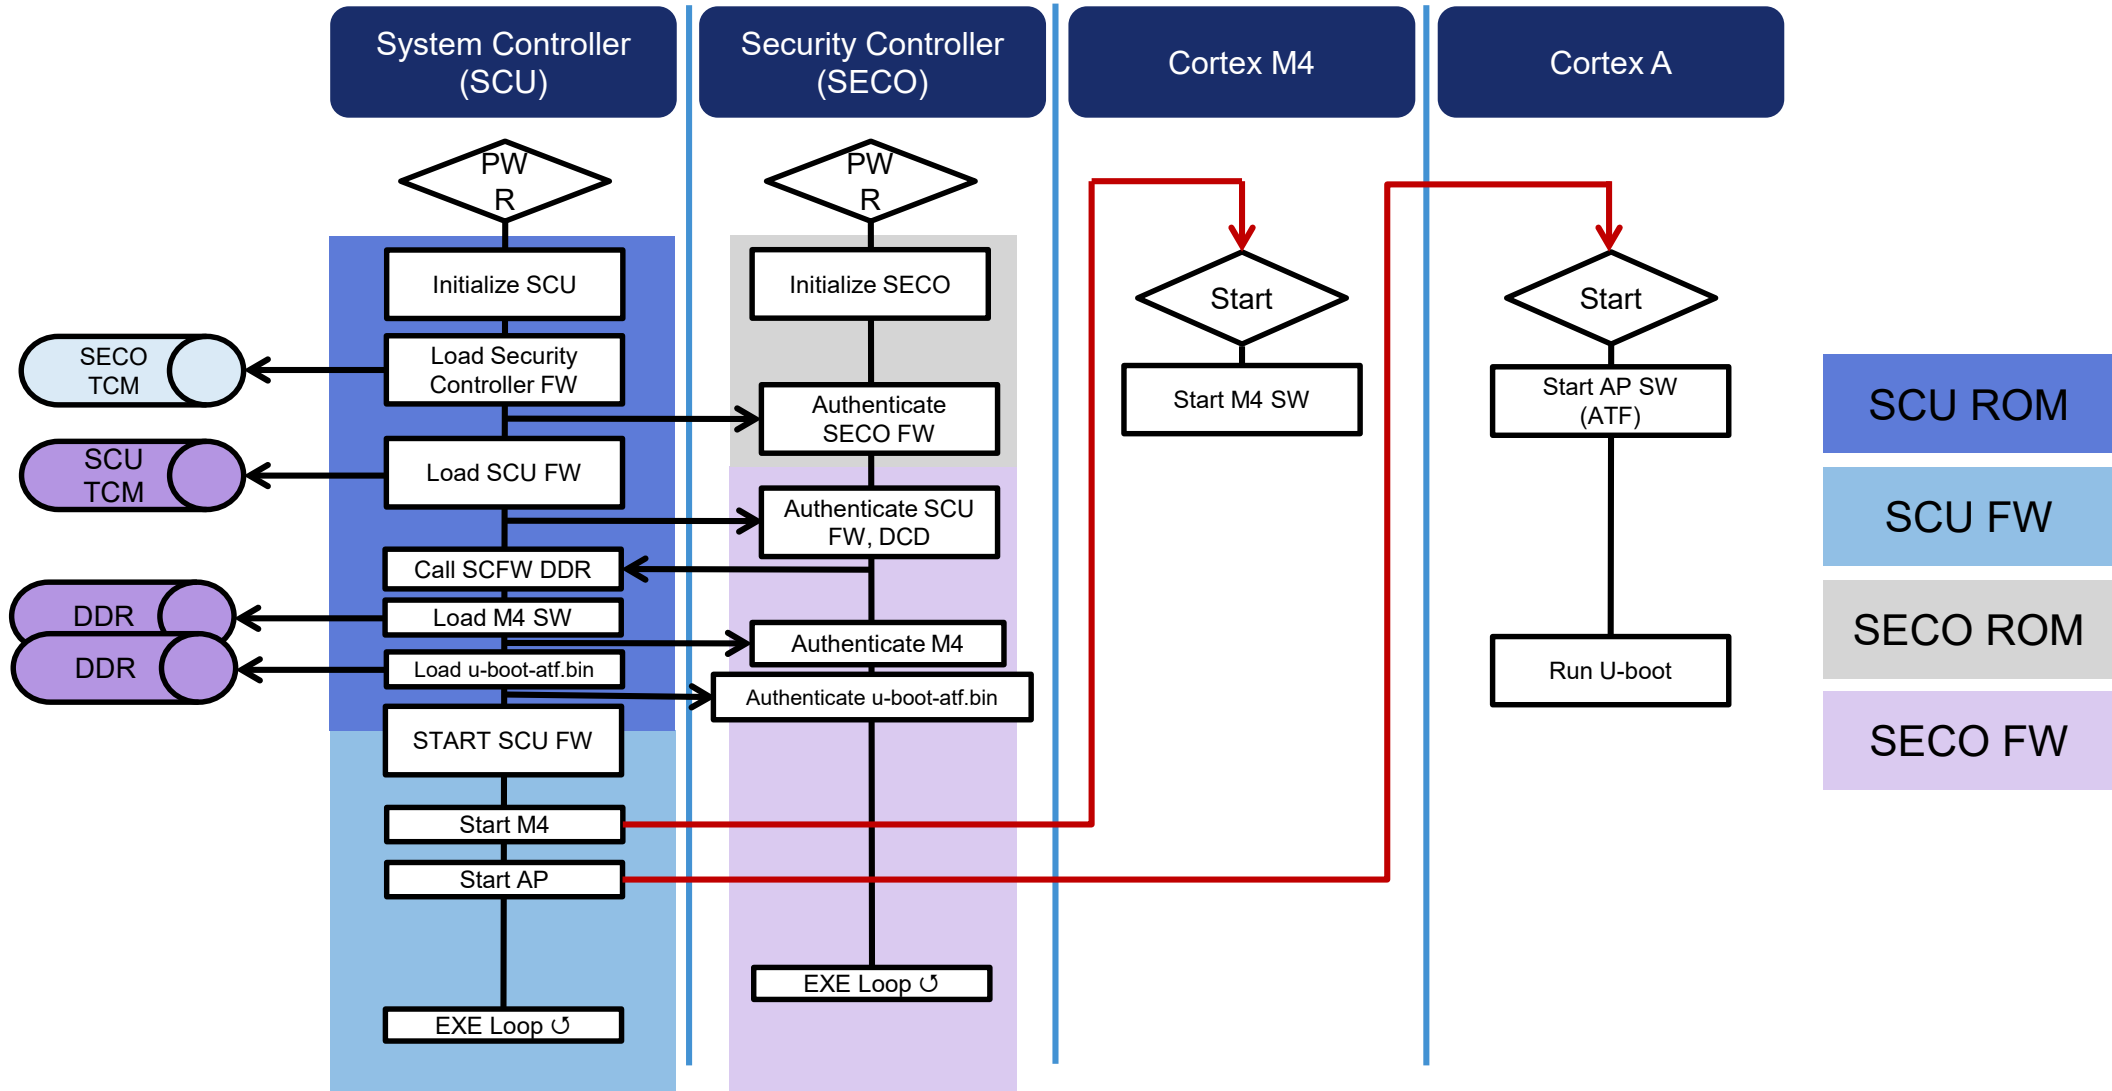 System Controller
(SCU)
Security Controller
(SECO)
Cortex M4
Cortex A
PW
R
Initialize SCU
Load Security
Controller FW
Load SCU FW
Call SCFW DDR
Load M4 SW
Load u-boot-atf.bin
START SCU FW
Start M4
Start AP
EXE Loop ↺
SECO
TCM
SCU
TCM
DDR
DDR
PW
R
Initialize SECO
Authenticate
SECO FW
Authenticate SCU
FW, DCD
Authenticate M4
Authenticate u-boot-atf.bin
EXE Loop ↺
Start
Start M4 SW
Start
Start AP SW
(ATF)
Run U-boot
SCU ROM
SCU FW
SECO ROM
SECO FW